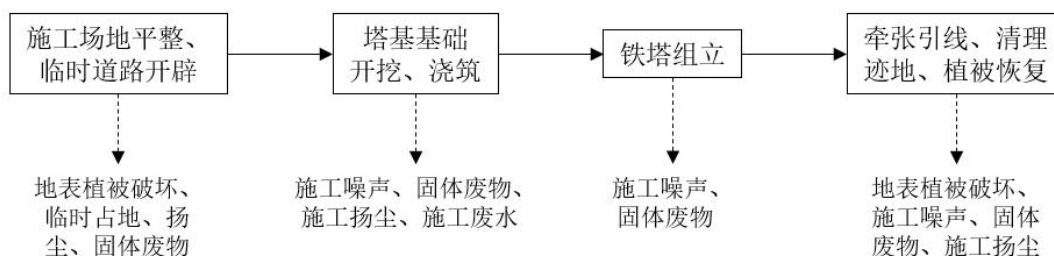 施工场地平整、
临时道路开辟
塔基基础
开挖、浇筑
铁塔组立
牵张引线、清理
迹地、植被恢复
地表植被破坏、
临时占地、扬
尘、固体废物
施工噪声、固体废物、
施工扬尘、施工废水
施工噪声、
固体废物
地表植被破坏、
施工噪声、固体
废物、施工扬尘